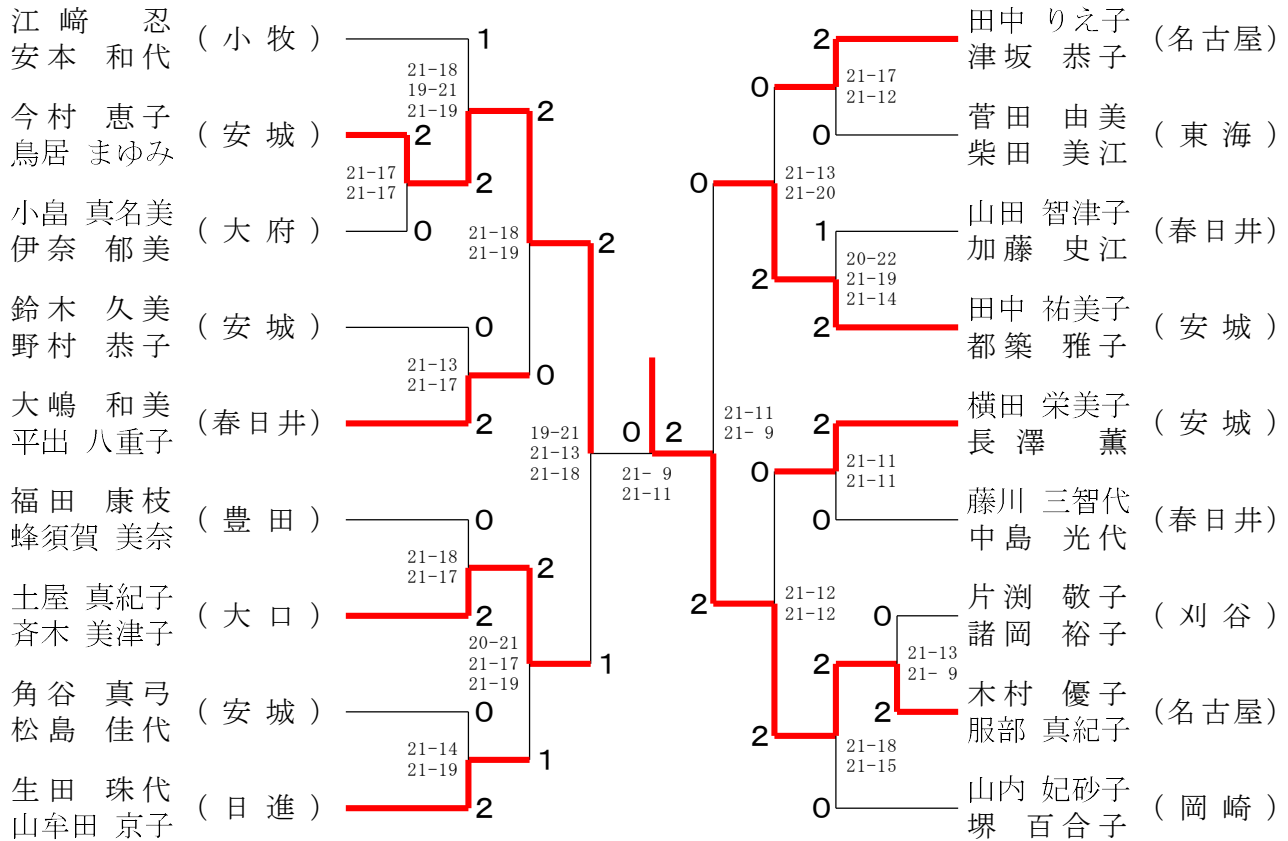 江﨑 忍
安本 和代
(小牧)
1
21-18
19-21
21-19
2
今村 恵子
鳥居 まゆみ
(安城)
2
21-17
21-17
2
小畠 真名美
伊奈 郁美
(大府)
0
21-18
21-19
2
鈴木 久美
野村 恭子
(安城)
0
21-13
21-17
0
大嶋 和美
平出 八重子
(春日井)
2
19-21
21-13
21-18
福田 康枝
蜂須賀 美奈
(豊田)
0
21-18
21-17
2
土屋 真紀子
斉木 美津子
(大口)
2
20-21
21-17
21-19
1
角谷 真弓
松島 佳代
(安城)
0
21-14
21-19
1
生田 珠代
山牟田 京子
(日進)
2
0 2
21- 9
21-11
2
田中 りえ子
津坂 恭子
(名古屋)
0
21-17
21-12
0
菅田 由美
柴田 美江
(東海)
0
21-13
21-20
1
山田 智津子
加藤 史江
(春日井)
2
20-22
21-19
21-14
2
田中 祐美子
都築 雅子
(安城)
21-11
21- 9
2
横田 栄美子
長澤 薫
(安城)
0
21-11
21-11
0
藤川 三智代
中島 光代
(春日井)
2
21-12
21-12
0
片渕 敬子
諸岡 裕子
(刈谷)
2
21-13
21- 9
2
木村 優子
服部 真紀子
(名古屋)
2
21-18
21-15
0
山内 妃砂子
堺 百合子
(岡崎)